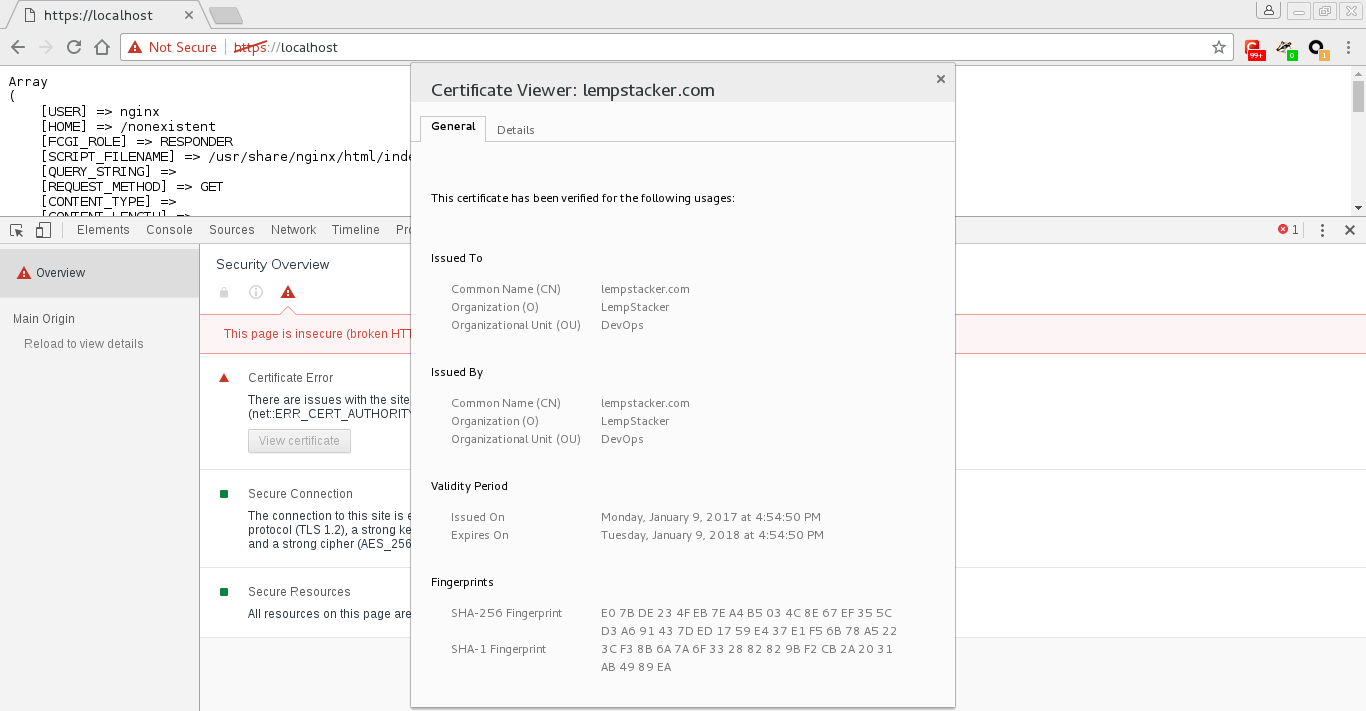 https://localhost
Not Secure https://localhost
99+ 0 1
Array
(
[USER] => nginx
[HOME] => /nonexistent
[FCGI_ROLE] => RESPONDER
[SCRIPT_FILENAME] => /usr/share/nginx/html/inde
[QUERY_STRING] =>
[REQUEST_METHOD] => GET
[CONTENT_TYPE] =>
[CONTENT_LENGTH] =>
Elements Console Sources Network Timeline Pro 1
Overview
Main Origin
Reload to view details
Security Overview
This page is insecure (broken HTT
Certificate Error
There are issues with the site
(net::ERR_CERT_AUTHORITY
View certificate
Secure Connection
The connection to this site is e
protocol (TLS 1.2), a strong ke
and a strong cipher (AES_256
Secure Resources
All resources on this page are
Certificate Viewer: lempstacker.com
General Details
This certificate has been verified for the following usages:
Issued To
Common Name (CN) lempstacker.com
Organization (O) LempStacker
Organizational Unit (OU) DevOps
Issued By
Common Name (CN) lempstacker.com
Organization (O) LempStacker
Organizational Unit (OU) DevOps
Validity Period
Issued On Monday, January 9, 2017 at 4:54:50 PM
Expires On Tuesday, January 9, 2018 at 4:54:50 PM
Fingerprints
SHA-256 Fingerprint E0 7B DE 23 4F EB 7E A4 B5 03 4C 8E 67 EF 35 5C
D3 A6 91 43 7D ED 17 59 E4 37 E1 F5 6B 78 A5 22
SHA-1 Fingerprint 3C F3 8B 6A 7A 6F 33 28 82 82 9B F2 CB 2A 20 31
AB 49 89 EA